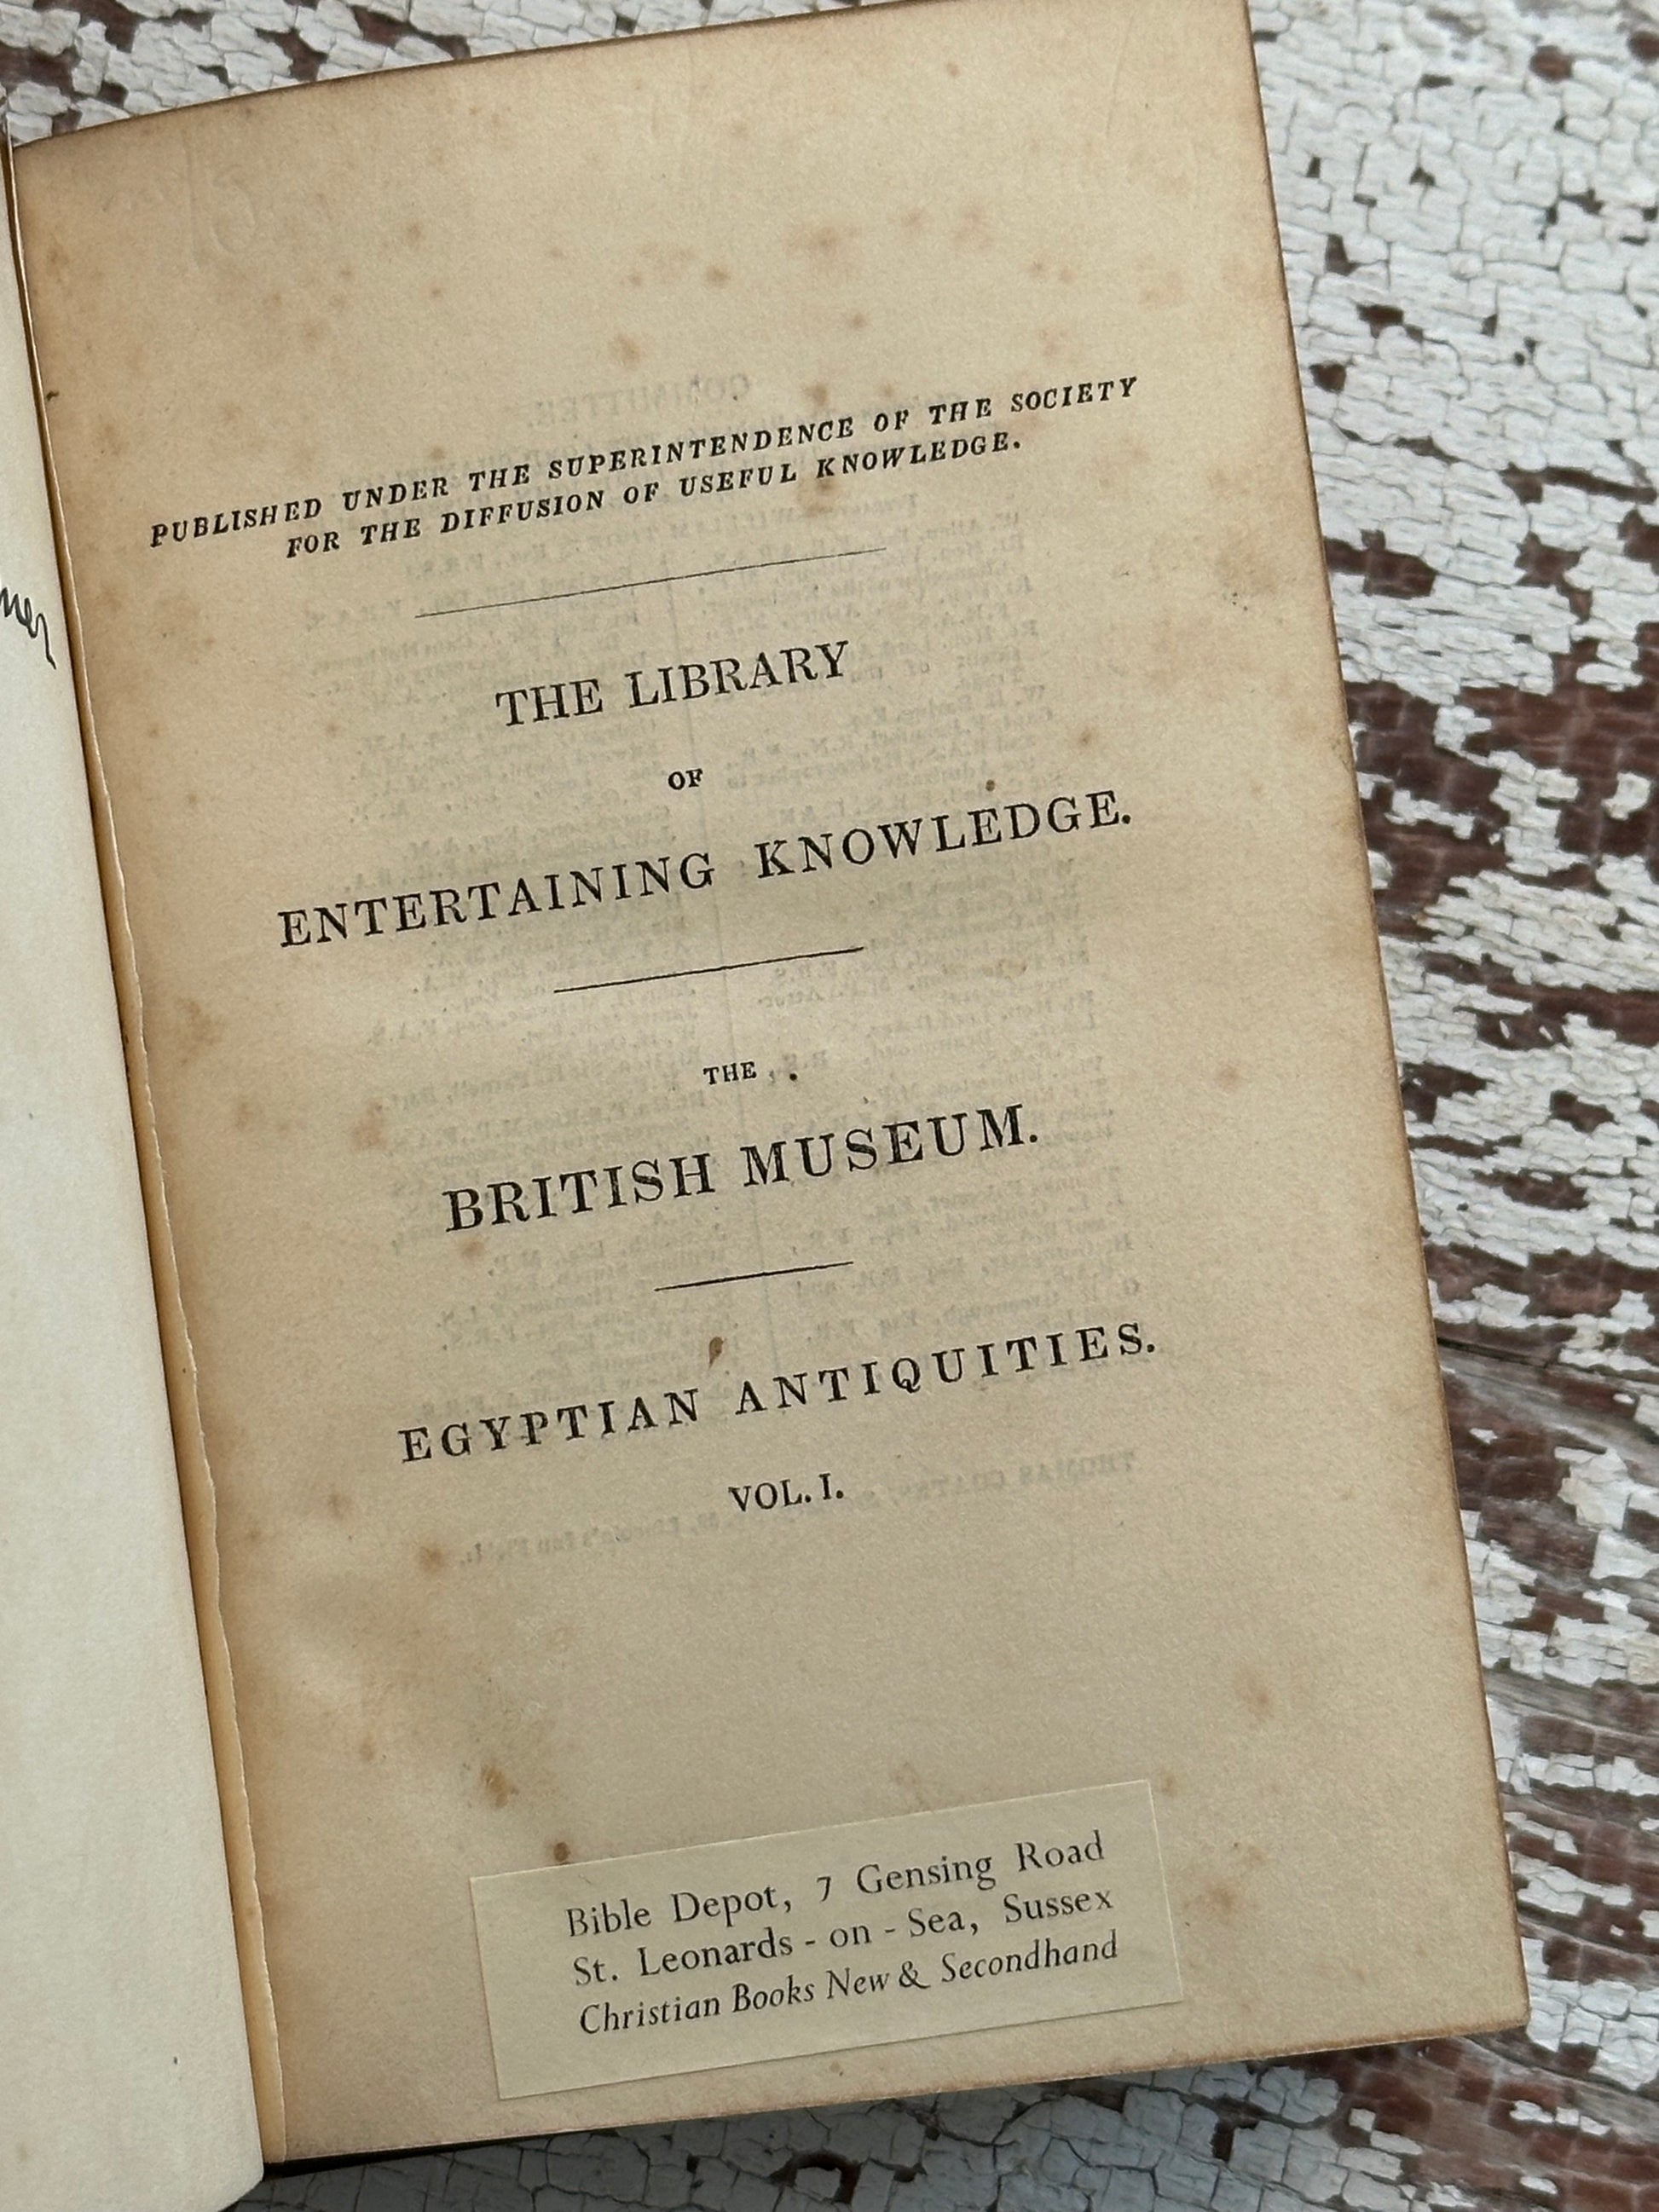 PUBLISHED UNDER THE SUPERINTENDENCE OF THE SOCIETY
FOR THE DIFFUSION OF USEFUL KNOWLEDGE.
THE LIBRARY
OF
ENTERTAINING KNOWLEDGE.
THE
BRITISH MUSEUM.
EGYPTIAN ANTIQUITIES.
VOL. I.
Bible Depot, 7 Gensing Road
St. Leonards - on - Sea, Sussex
Christian Books New & Secondhand